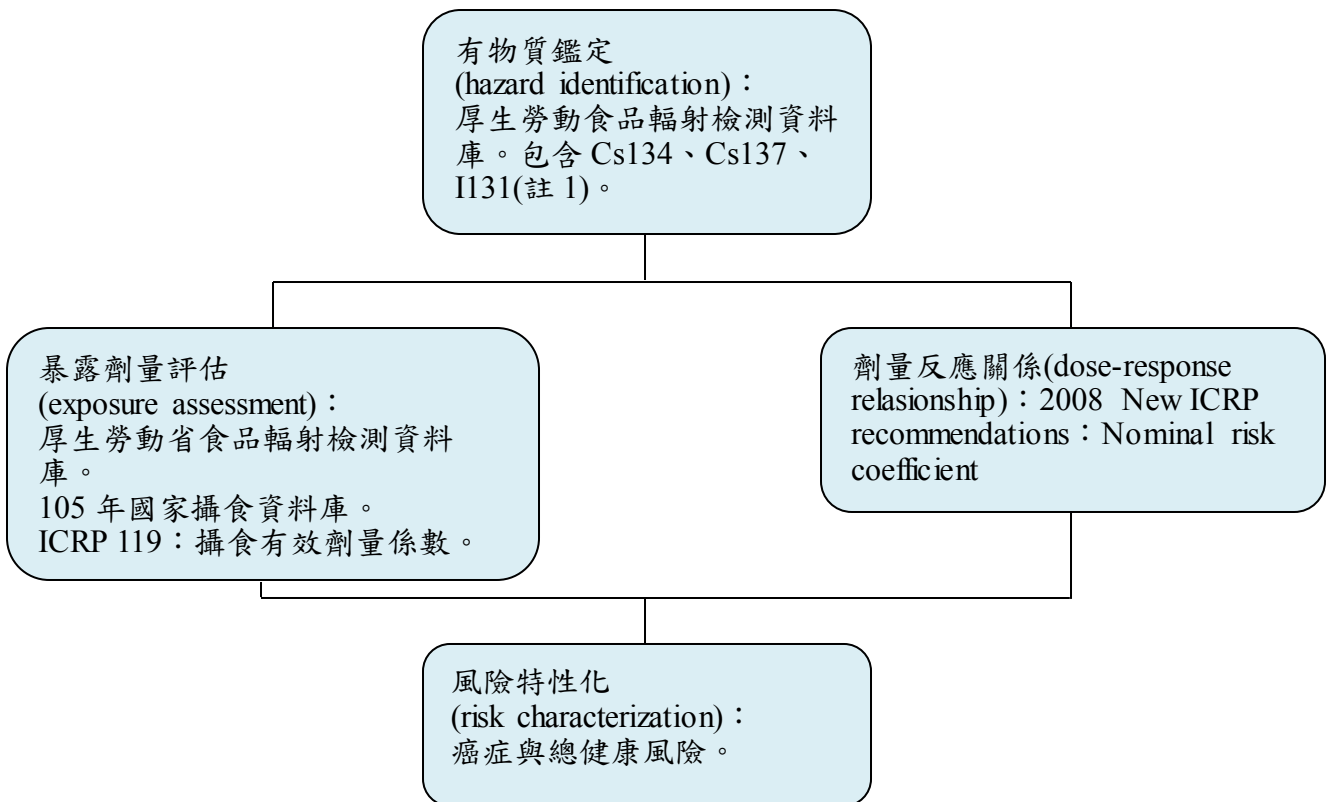 有物質鑑定
(hazard identification)：
厚生勞動食品輻射檢測資料
庫。包含 Cs134、Cs137、
I131(註 1)。
暴露劑量評估
(exposure assessment)：
厚生勞動省食品輻射檢測資料
庫。
105 年國家攝食資料庫。
ICRP 119：攝食有效劑量係數。
劑量反應關係(dose-response
relasionship)：2008 New ICRP
recommendations：Nominal risk
coefficient
風險特性化
(risk characterization)：
癌症與總健康風險。